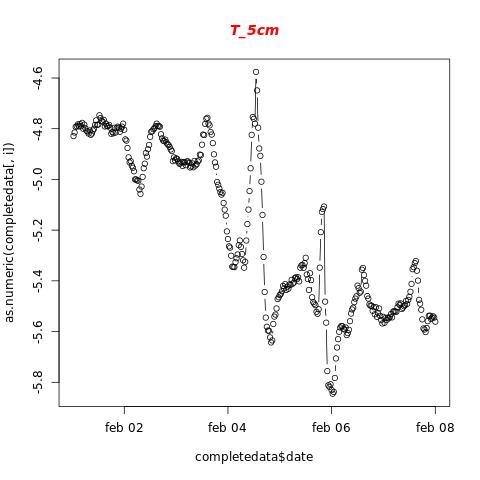 T_5cm
as.numeric(completedata[, i])
-4.6
-4.8
-5.0
-5.2
-5.4
-5.6
-5.8
feb 02
feb 04
feb 06
feb 08
completedata$date